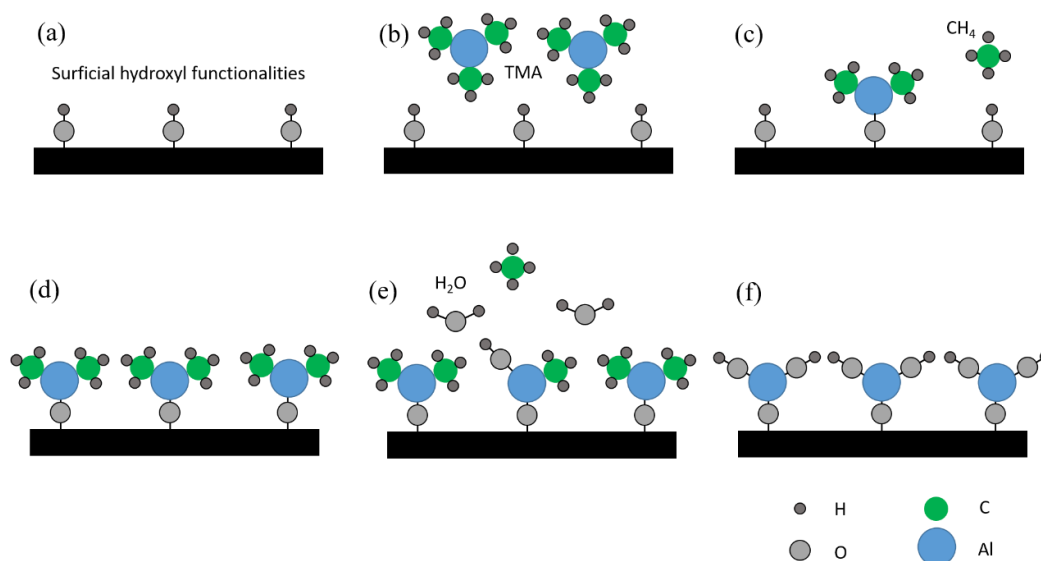 (a)
Surficial hydroxyl functionalities
(b)
TMA
(c)
CH₄
(d)
(e)
H₂O
(f)
H
C
O
Al